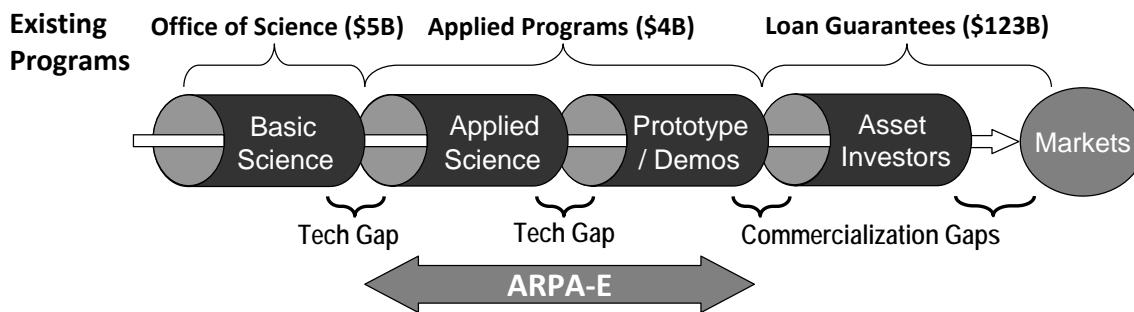 Existing
Programs
Office of Science ($5B)
Applied Programs ($4B)
Loan Guarantees ($123B)
Basic
Science
Applied
Science
Prototype
/ Demos
Asset
Investors
Markets
Tech Gap
Tech Gap
Commercialization Gaps
ARPA-E